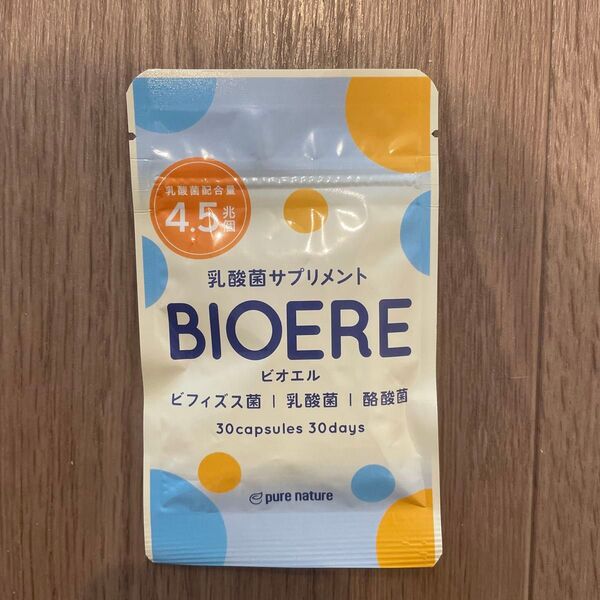 乳酸菌配合量
4.5兆個
乳酸菌サプリメント
BIOERE
ビオエル
ビフィズス菌 | 乳酸菌 | 酪酸菌
30capsules 30days
pure nature